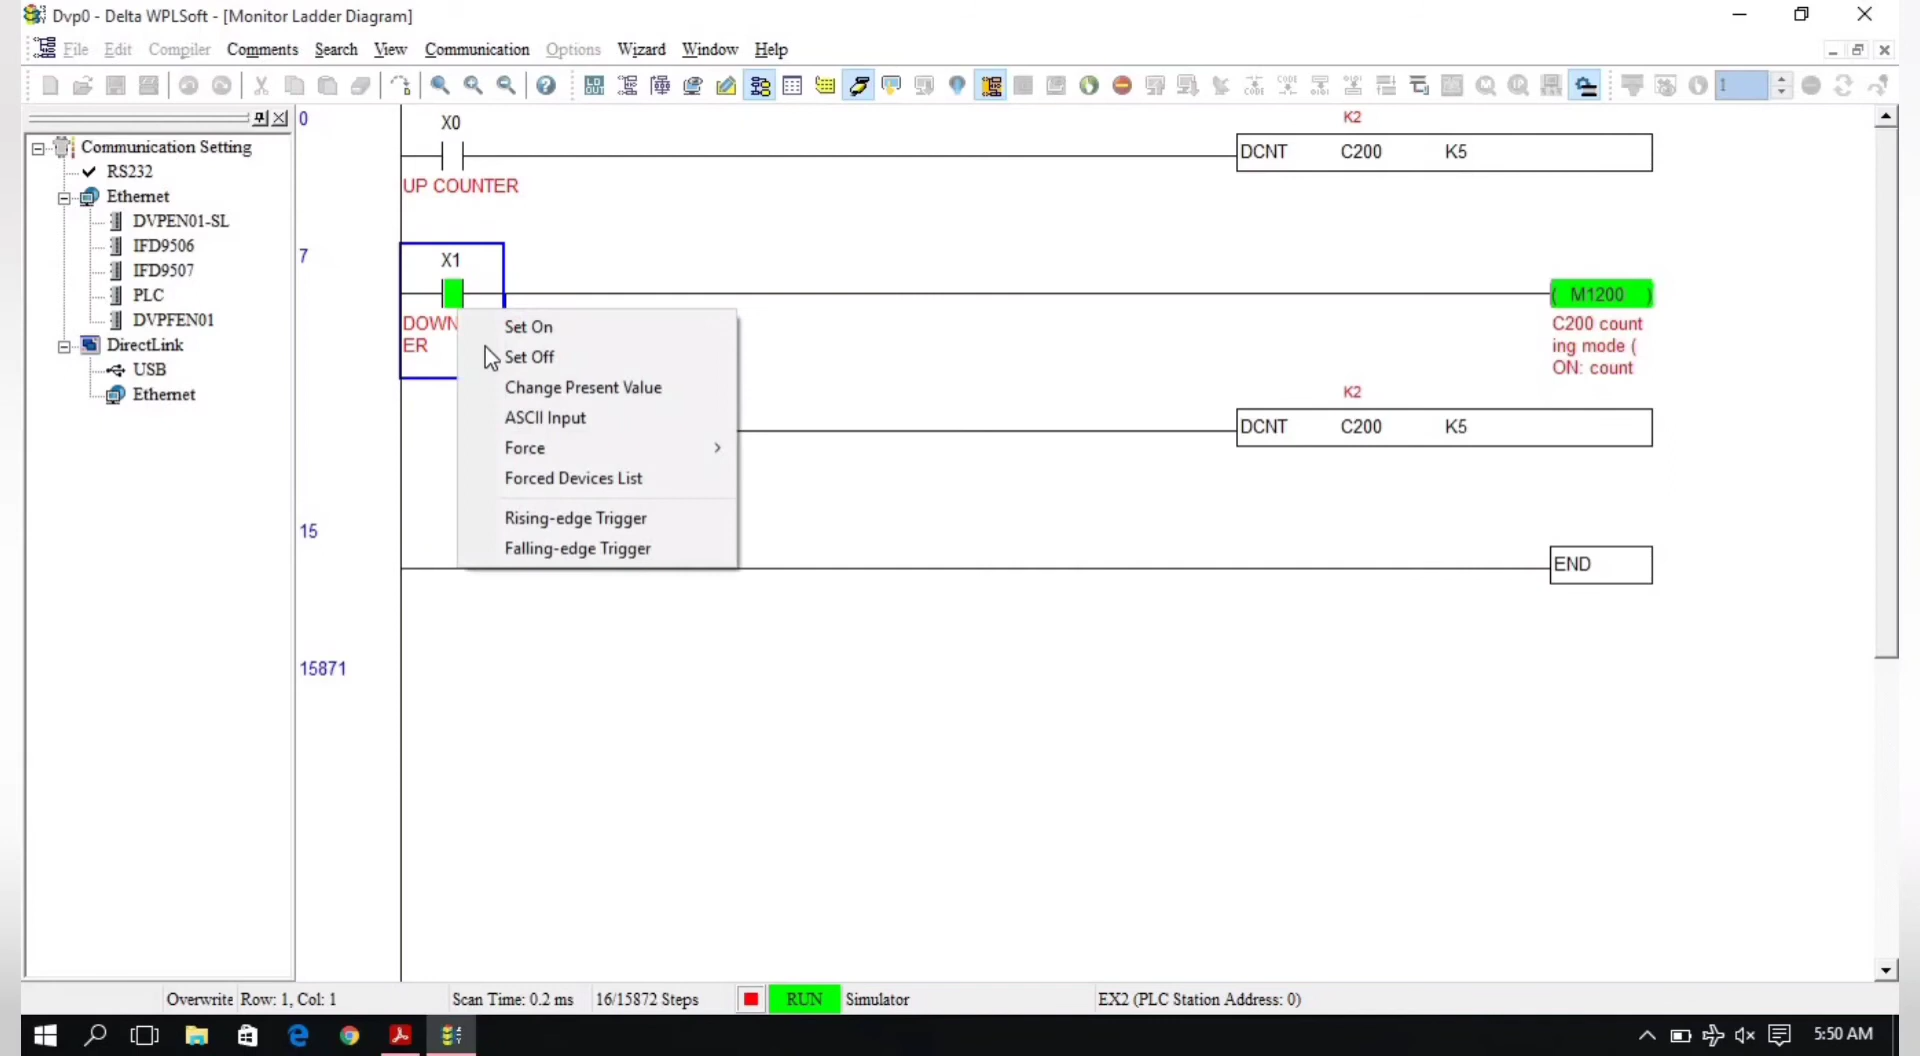 Dvp0 - Delta WPLSoft - [Monitor Ladder Diagram]
File Edit Compiler Comments Search View Communication Options Wizard Window Help
1
Communication Setting
RS232
Ethernet
DVPEN01-SL
IFD9506
IFD9507
PLC
DVPFEN01
DirectLink
USB
Ethernet
0
X0
K2
DCNT C200 K5
UP COUNTER
7
X1
( M1200 )
DOWN
ER
C200 count
ing mode (
ON: count
Set On
Set Off
Change Present Value
ASCII Input
Force
Forced Devices List
Rising-edge Trigger
Falling-edge Trigger
K2
DCNT C200 K5
15
END
15871
Overwrite Row: 1, Col: 1 Scan Time: 0.2 ms 16/15872 Steps RUN Simulator EX2 (PLC Station Address: 0)
5:50 AM